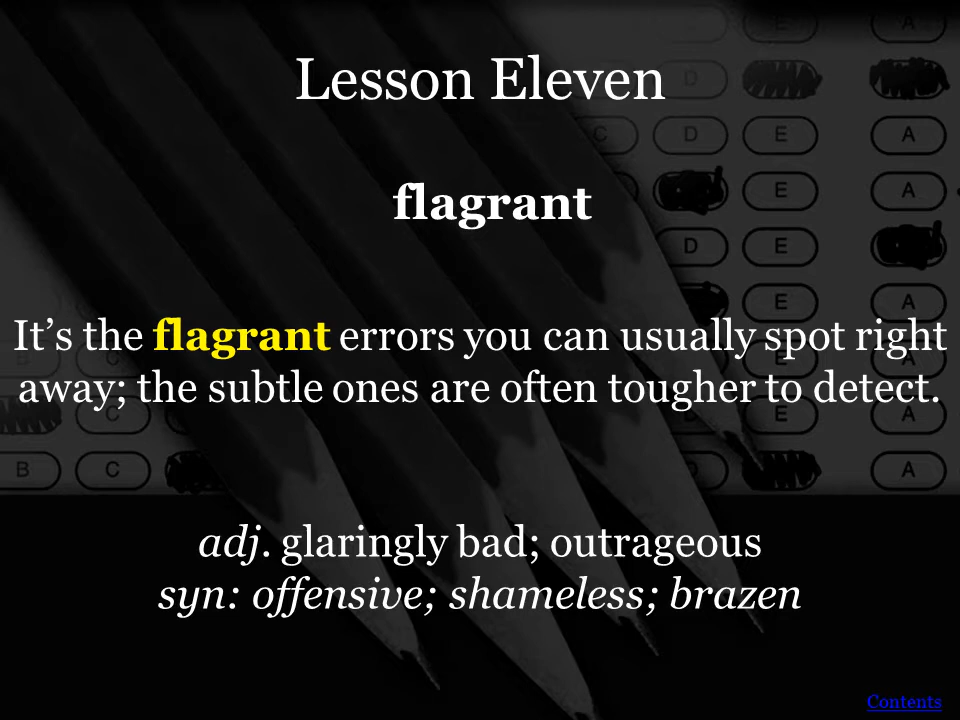 Lesson Eleven
flagrant
It’s the flagrant errors you can usually spot right
away; the subtle ones are often tougher to detect.
adj. glaringly bad; outrageous
syn: offensive; shameless; brazen
Contents
A
D
C D E A
E A
D E
E A
E A
C E A
B C D A